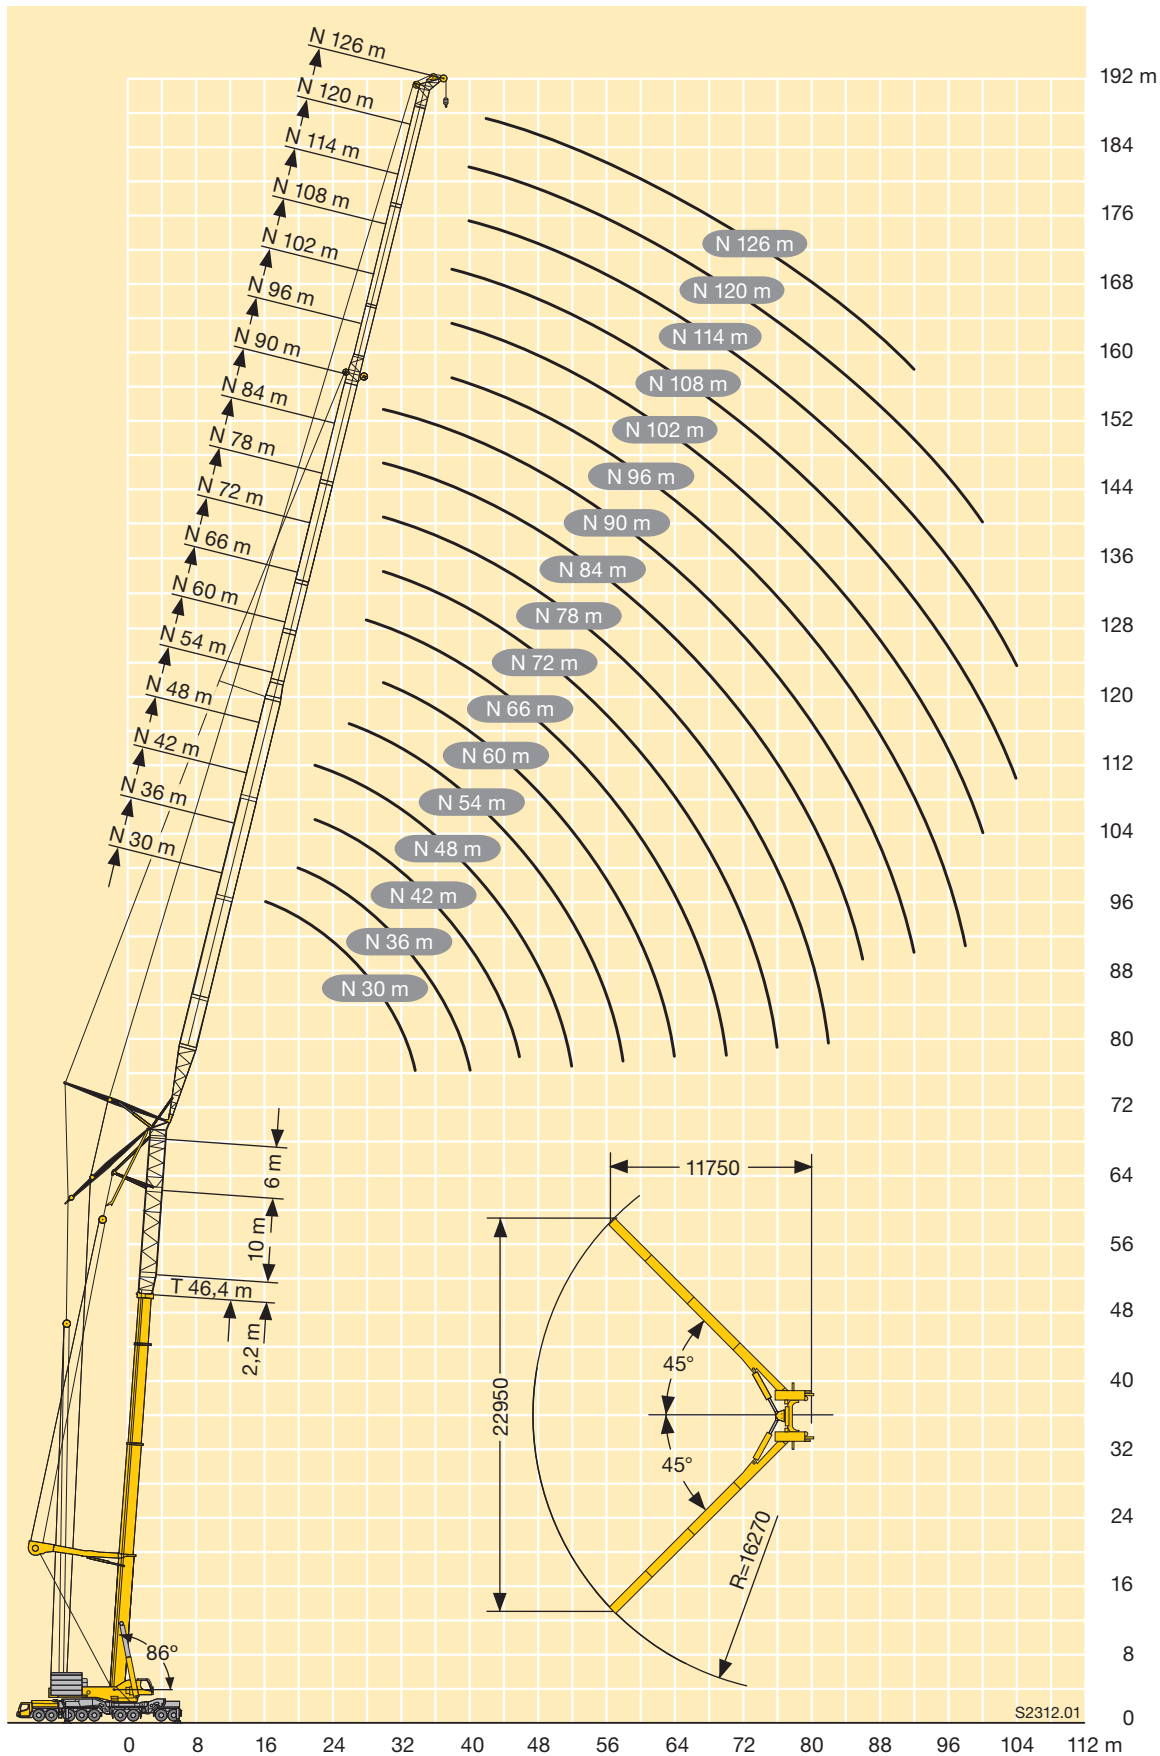 N 126 m
N 120 m
N 114 m
N 108 m
N 102 m
N 96 m
N 90 m
N 84 m
N 78 m
N 72 m
N 66 m
N 60 m
N 54 m
N 48 m
N 42 m
N 36 m
N 30 m
N 126 m
N 120 m
N 114 m
N 108 m
N 102 m
N 96 m
N 90 m
N 84 m
N 78 m
N 72 m
N 66 m
N 60 m
N 54 m
N 48 m
N 42 m
N 36 m
N 30 m
192 m
184
176
168
160
152
144
136
128
120
112
104
96
88
80
72
64
56
48
40
32
24
16
8
0
6 m
10 m
T 46,4 m
2,2 m
86°
11750
22950
45°
45°
R=16270
S2312.01
0 8 16 24 32 40 48 56 64 72 80 88 96 104 112 m